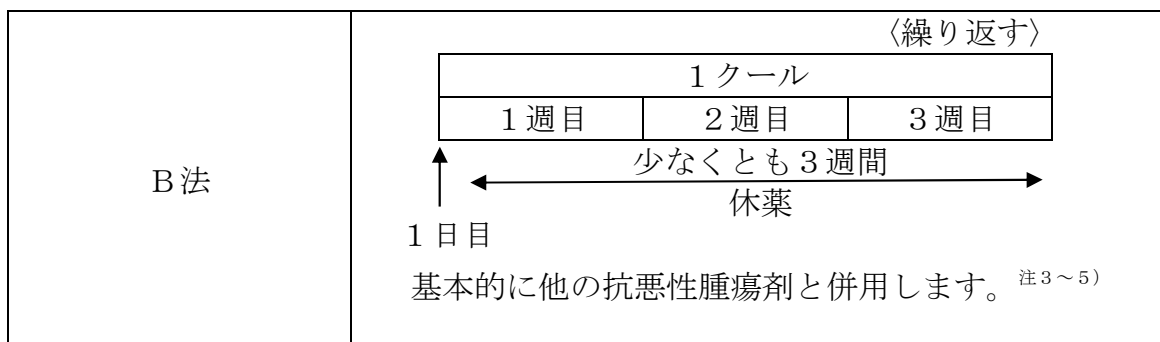 〈繰り返す〉
１クール
１週目 ２週目 ３週目
少なくとも３週間
B法
休薬
１日目
基本的に他の抗悪性腫瘍剤と併用します。注３～５）